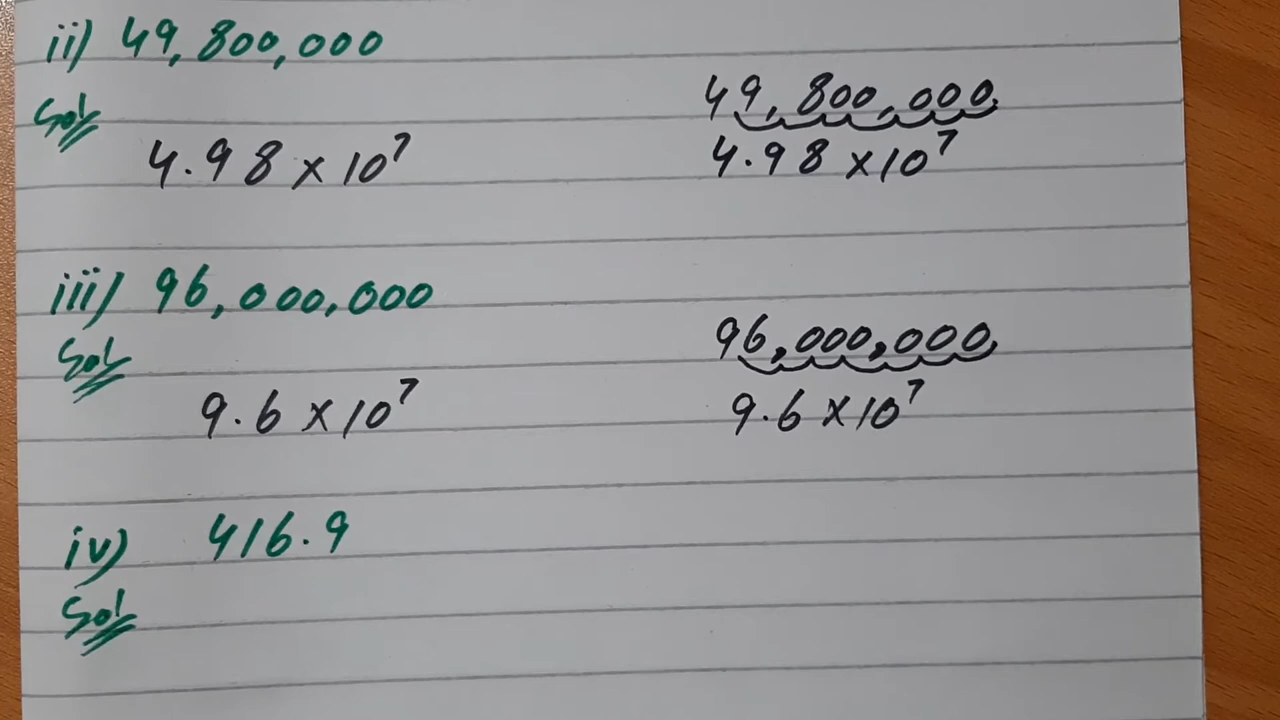 ii) 49,800,000
Sol
49,800,000
4.98 × 10⁷
4.98 × 10⁷
iii) 96,000,000
Sol
96,000,000
9.6 × 10⁷
9.6 × 10⁷
iv) 416.9
Sol